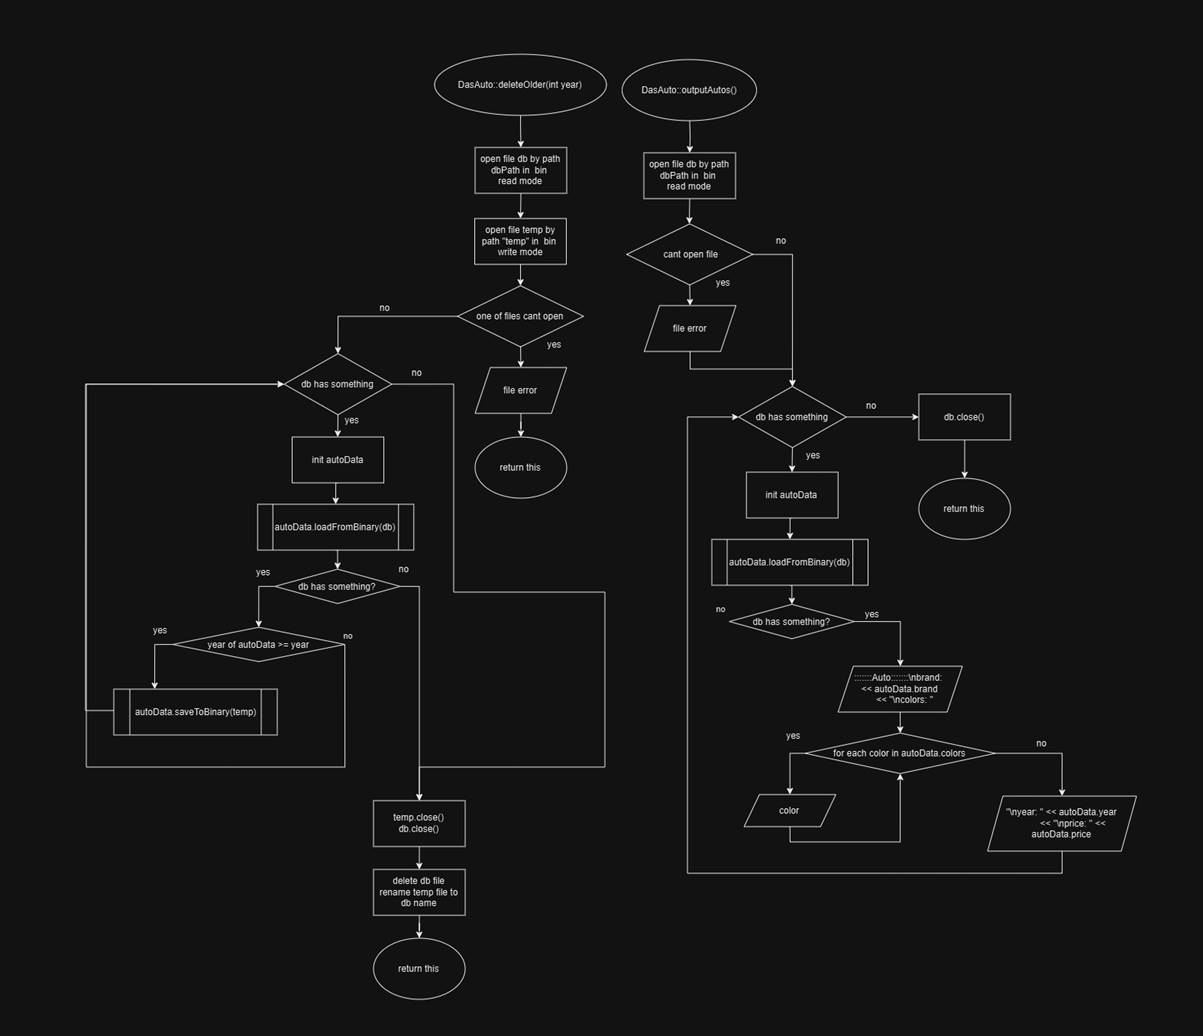 DasAuto::deleteOlder(int year)
open file db by path
dbPath in  bin
read mode
open file temp by
path "temp" in  bin
write mode
one of files cant open
no
yes
file error
return this
db has something
no
yes
init autoData
autoData.loadFromBinary(db)
db has something?
yes
no
year of autoData >= year
yes
no
autoData.saveToBinary(temp)
temp.close()
db.close()
delete db file
rename temp file to
db name
return this
DasAuto::outputAutos()
open file db by path
dbPath in  bin
read mode
cant open file
no
yes
file error
db has something
no
db.close()
return this
yes
init autoData
autoData.loadFromBinary(db)
db has something?
no
yes
:::::::Auto:::::::\nbrand:
<< autoData.brand
<< "\ncolors: "
for each color in autoData.colors
yes
no
color
"\nyear: " << autoData.year
<< "\nprice: " <<
autoData.price